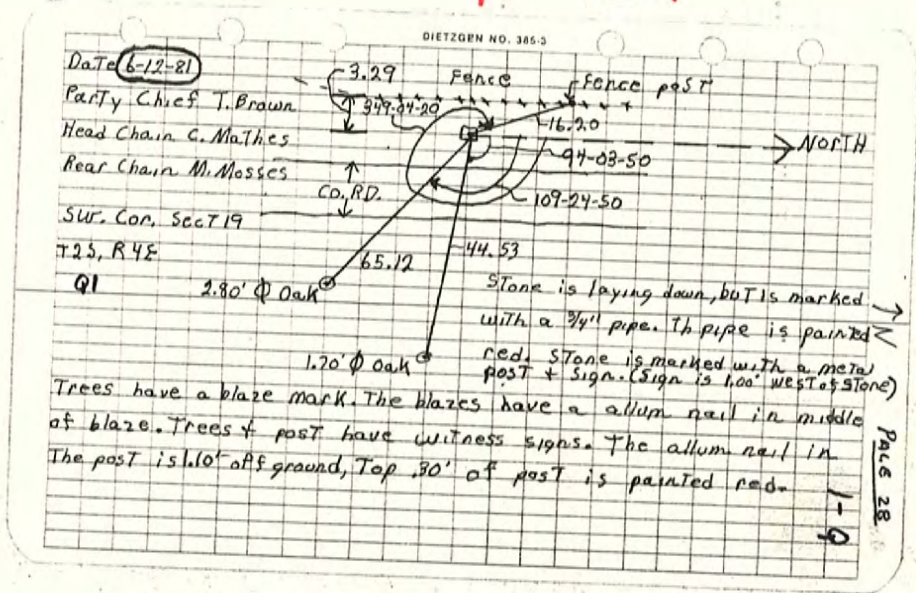 DIETZGEN NO. 385-3
DaTe 6-12-81
ParTy Chief T. Brown
Head Chain C. Mathes
Rear Chain M. Mosses
SW. Cor. SecT 19
T2S, R4E
Q1
3.29
Fence
fence posT
349-04-20
16.20
NORTH
94-03-50
Co. RD.
109-24-50
65.12
44.53
2.80' Φ Oak
1.70' Φ Oak
STone is laying down, buT is marked
with a 3/4" pipe. Th pipe is painTed
red. STone is marked with a meTal
posT + Sign. (Sign is 1.00' wesT of STone)
Trees have a blaze mark. The blazes have a allum nail in middle
of blaze. Trees + posT have witness signs. The allum nail in
The post is 1.10' off ground, Top .30' of posT is painTed red.
N
PAGE 28